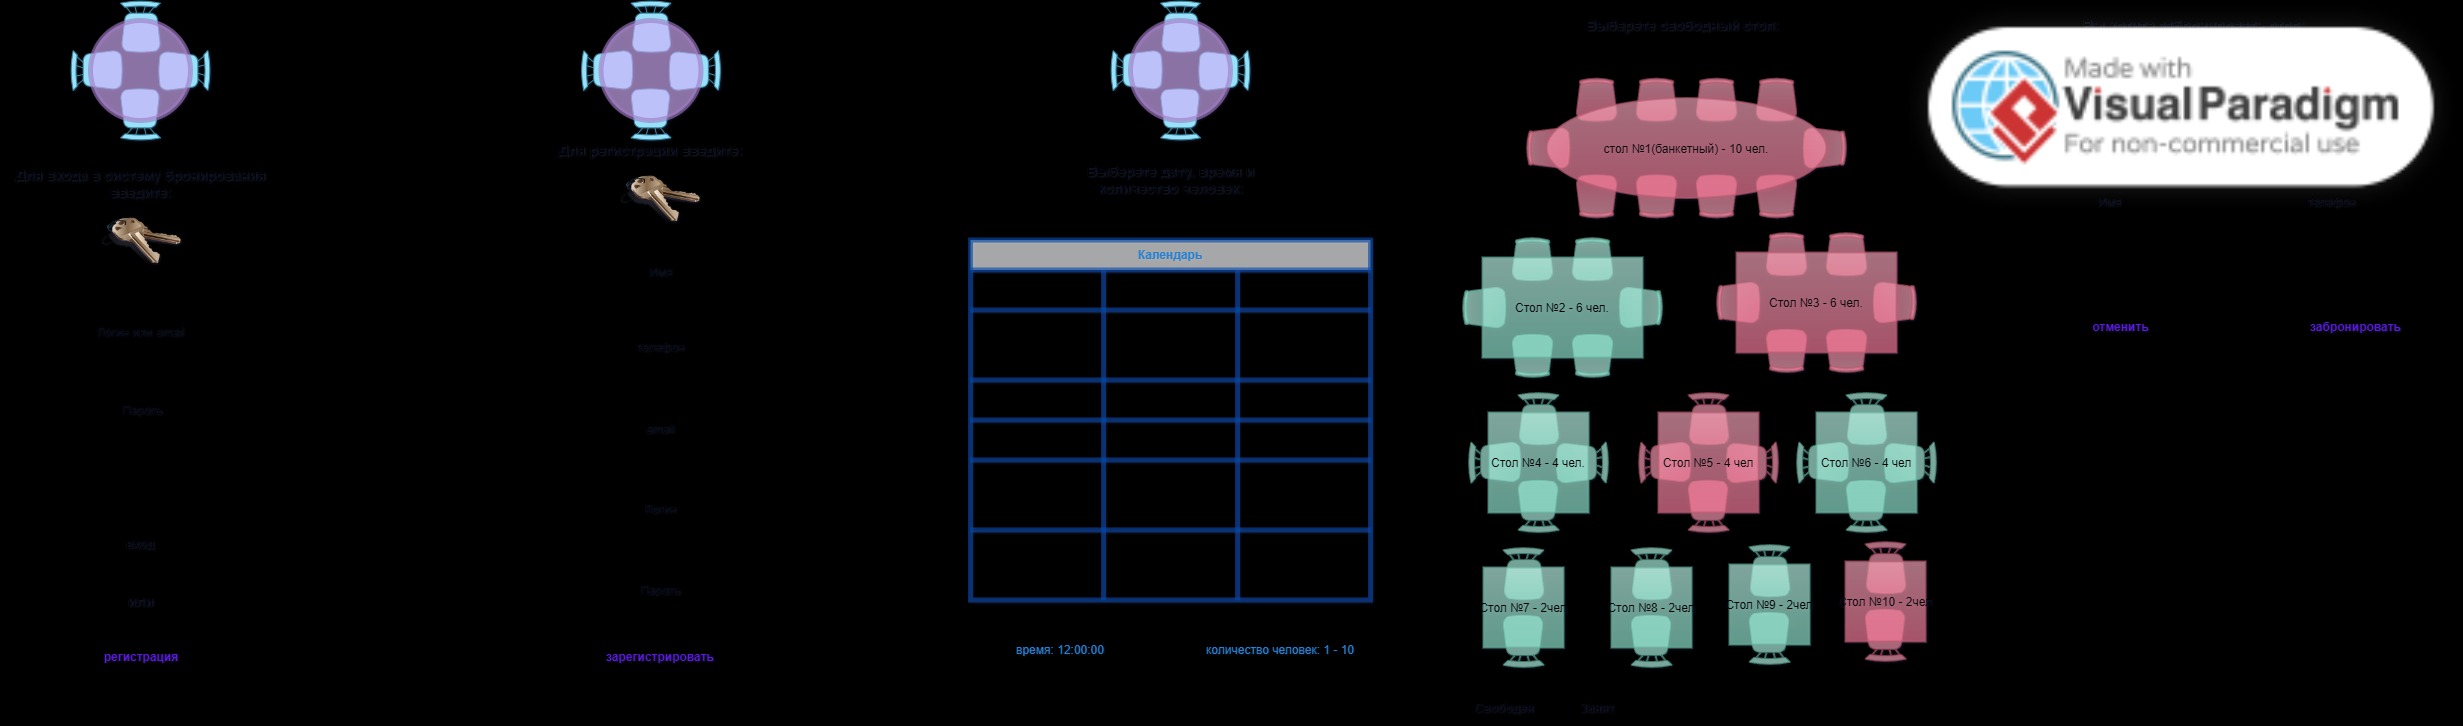 Для входа в систему бронирования
введите:
Логин или email
Пароль
вход
или
регистрация
Для регистрации введите:
Имя
телефон
email
Логин
Пароль
зарегистрировать
Выберете дату, время и
количество человек:
Календарь
время: 12:00:00
количество человек: 1 - 10
Выберете свободный стол:
стол №1(банкетный) - 10 чел.
Стол №2 - 6 чел.
Стол №3 - 6 чел.
Стол №4 - 4 чел.
Стол №5 - 4 чел
Стол №6 - 4 чел
Стол №7 - 2чел
Стол №8 - 2чел
Стол №9 - 2чел
Стол №10 - 2чел
Свободен
Занят
Made with
Visual Paradigm
For non-commercial use
Имя
телефон
отменить
забронировать